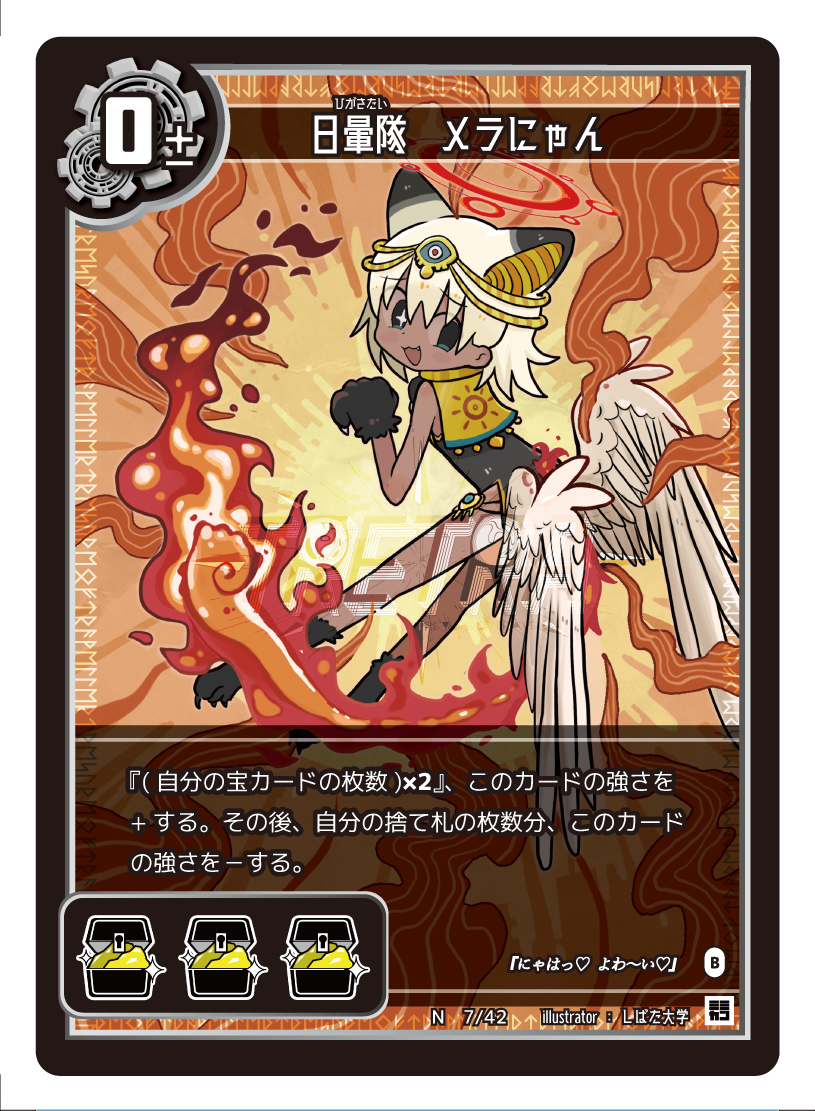 0±
ひがさたい
日暈隊 メラにゃん
『( 自分の宝カードの枚数 )×2』、このカードの強さを
+ する。その後、自分の捨て札の枚数分、このカード
の強さを－する。
『にゃはっ♡ よわ〜い♡』
B
N 7/42 illustrator : しばた大学